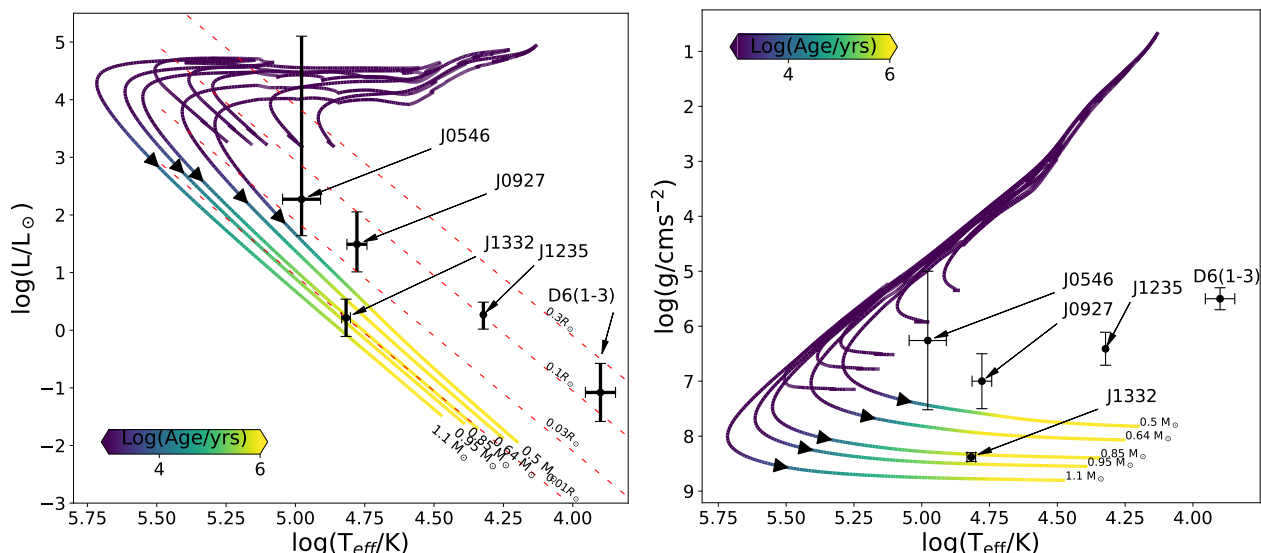 5
4
3
2
1
0
−1
−2
−3
log(L/L⊙)
J0546
J0927
J1332
J1235
D6(1-3)
0.3R⊙
0.1R⊙
0.03R⊙
0.01R⊙
0.5 M⊙
0.64 M⊙
0.85 M⊙
0.95 M⊙
1.1 M⊙
Log(Age/yrs)
4 6
5.75 5.50 5.25 5.00 4.75 4.50 4.25 4.00
log(Teff/K)
Log(Age/yrs)
4 6
1
2
3
4
5
6
7
8
9
log(g/cms−2)
D6(1-3)
J1235
J0546
J0927
J1332
0.5 M⊙
0.64 M⊙
0.85 M⊙
0.95 M⊙
1.1 M⊙
5.75 5.50 5.25 5.00 4.75 4.50 4.25 4.00
log(Teff/K)